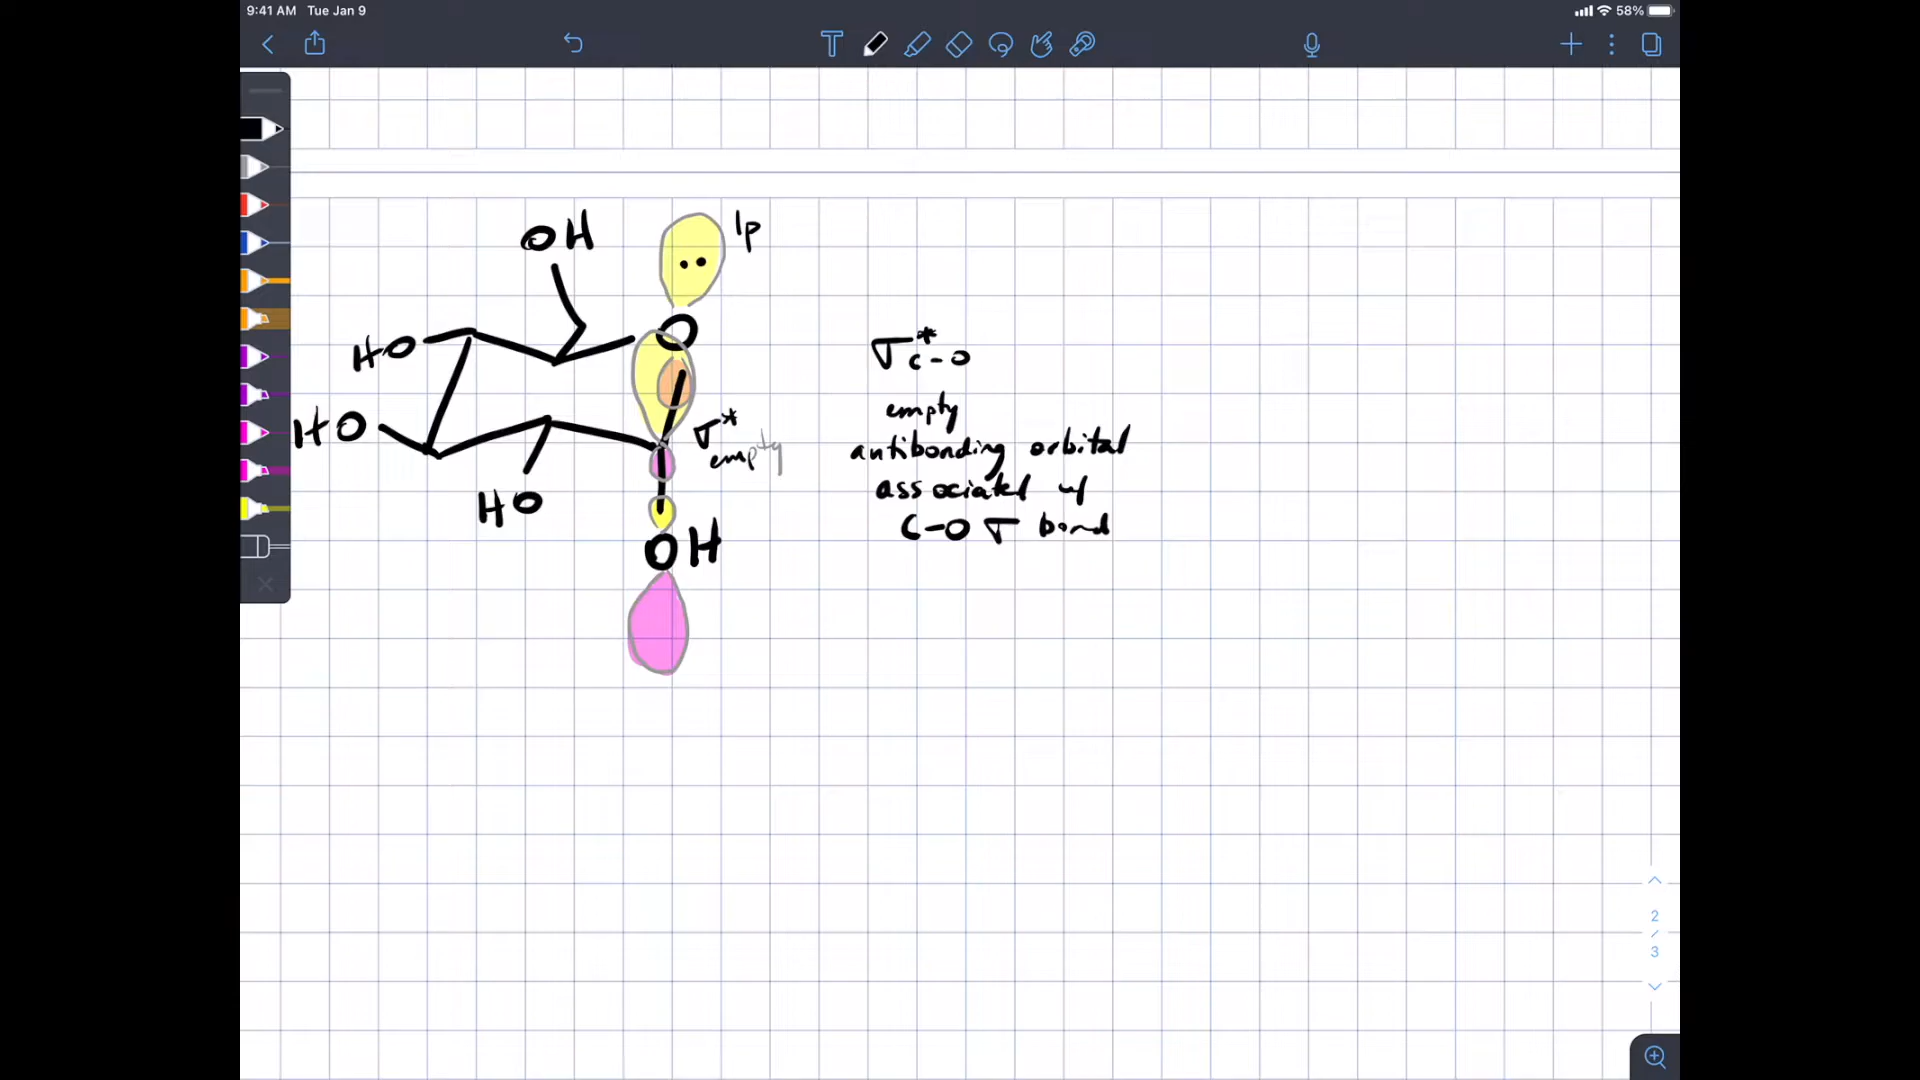 9:41 AM Tue Jan 9
58%
T
OH
lp
O
HO
HO
HO
OH
σ*
empty
σ*C-O
empty
antibonding orbital
associated w/
C-O σ bond
2
/
3